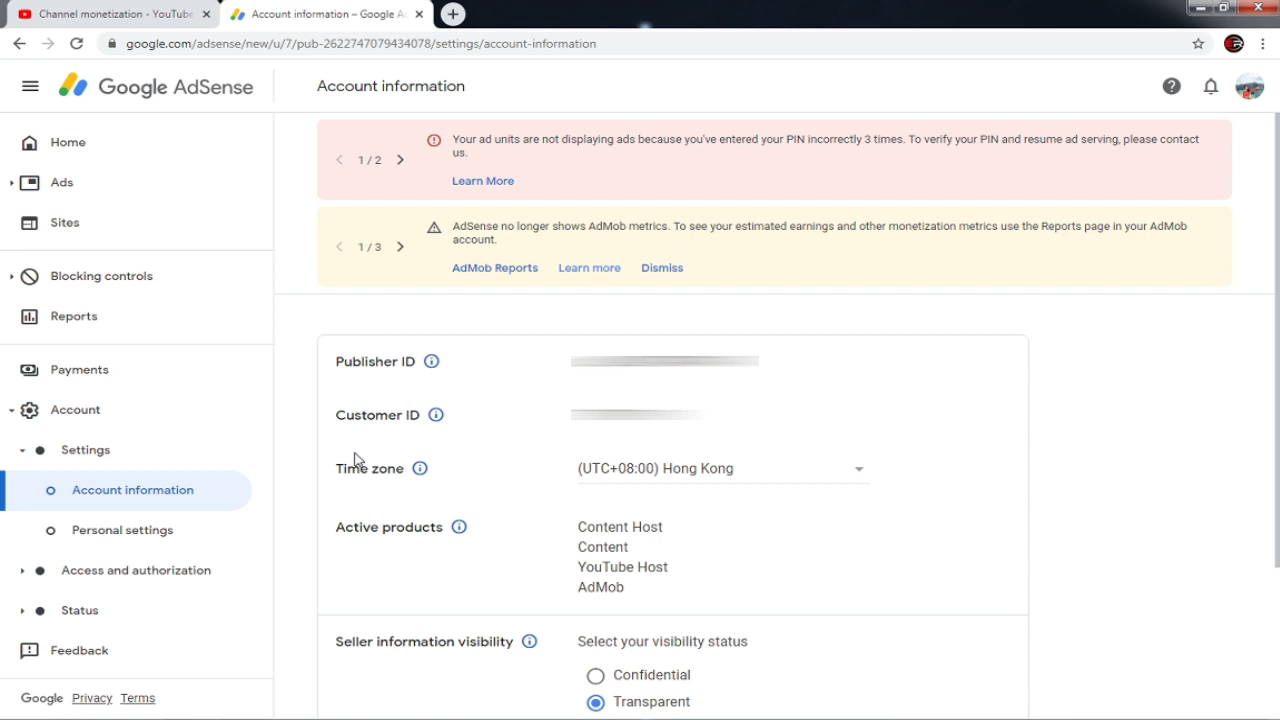 Channel monetization - YouTube
Account information – Google A
google.com/adsense/new/u/7/pub-2622747079434078/settings/account-information
Google AdSense
Account information
Home
Ads
Sites
Blocking controls
Reports
Payments
Account
Settings
Account information
Personal settings
Access and authorization
Status
Feedback
Google Privacy Terms
1 / 2
Your ad units are not displaying ads because you've entered your PIN incorrectly 3 times. To verify your PIN and resume ad serving, please contact
us.
Learn More
1 / 3
AdSense no longer shows AdMob metrics. To see your estimated earnings and other monetization metrics use the Reports page in your AdMob
account.
AdMob Reports Learn more Dismiss
Publisher ID
Customer ID
Time zone (UTC+08:00) Hong Kong
Active products Content Host
Content
YouTube Host
AdMob
Seller information visibility Select your visibility status
Confidential
Transparent